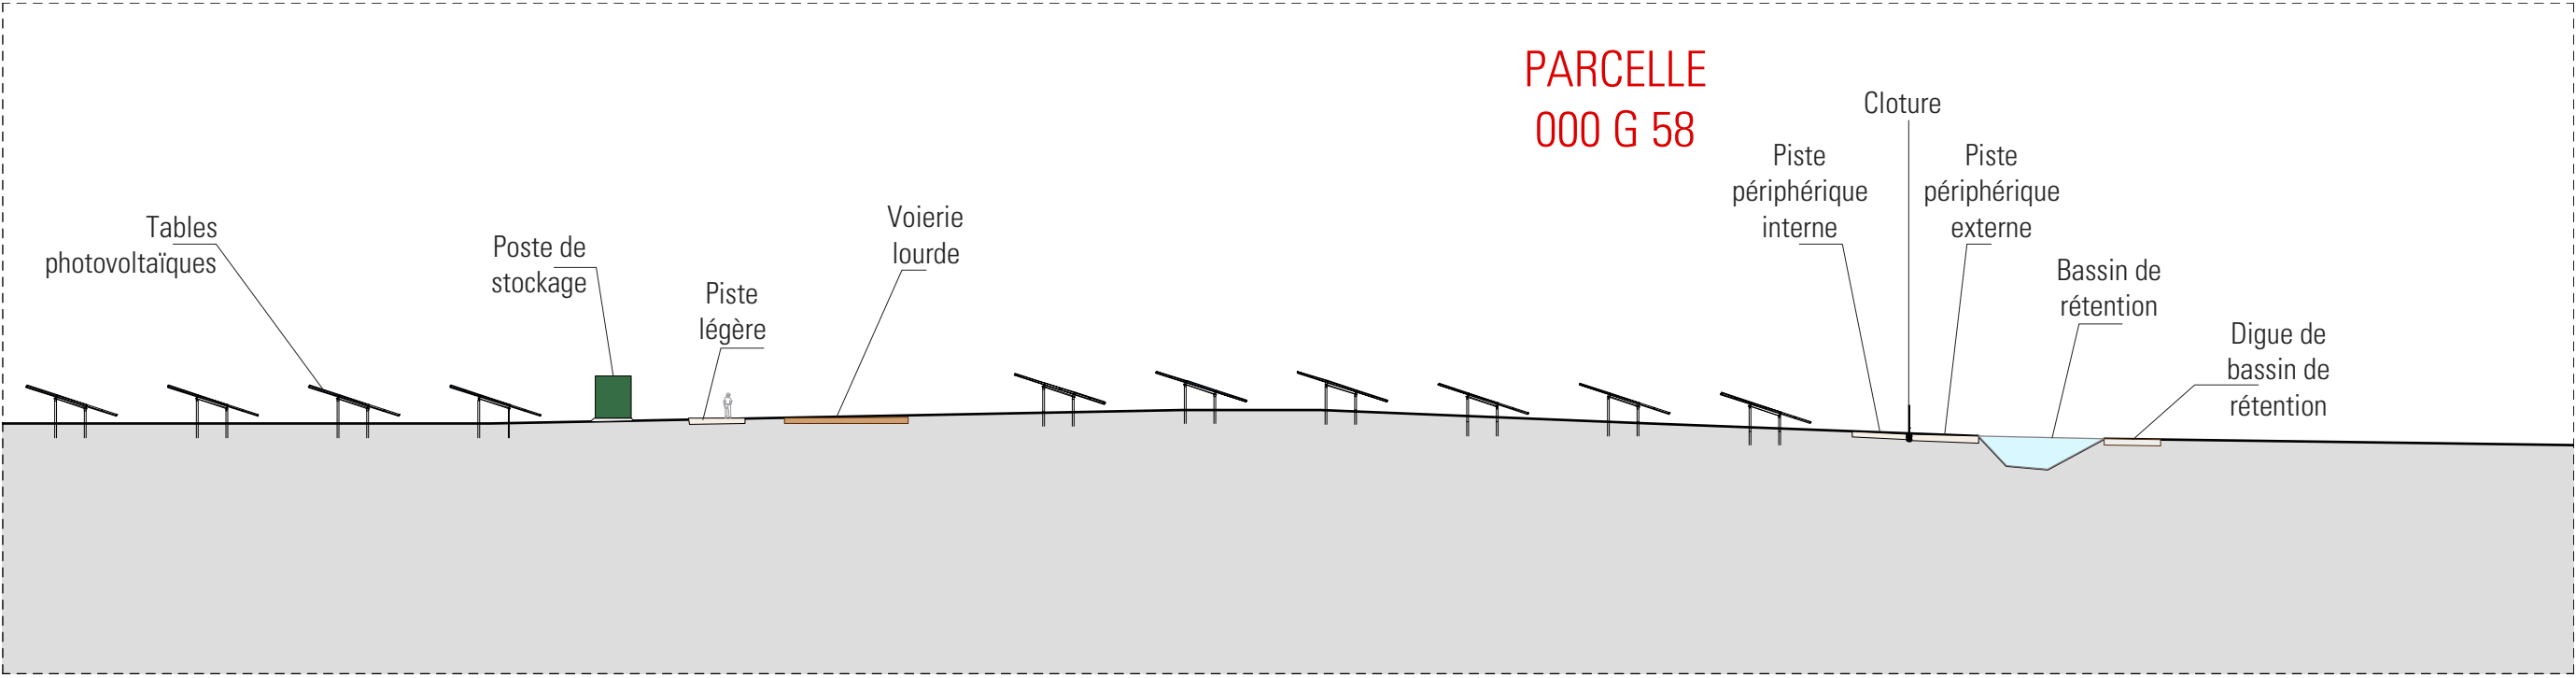 PARCELLE
000 G 58
Tables
photovoltaïques
Poste de
stockage
Piste
légère
Voierie
lourde
Piste
périphérique
interne
Cloture
Piste
périphérique
externe
Bassin de
rétention
Digue de
bassin de
rétention